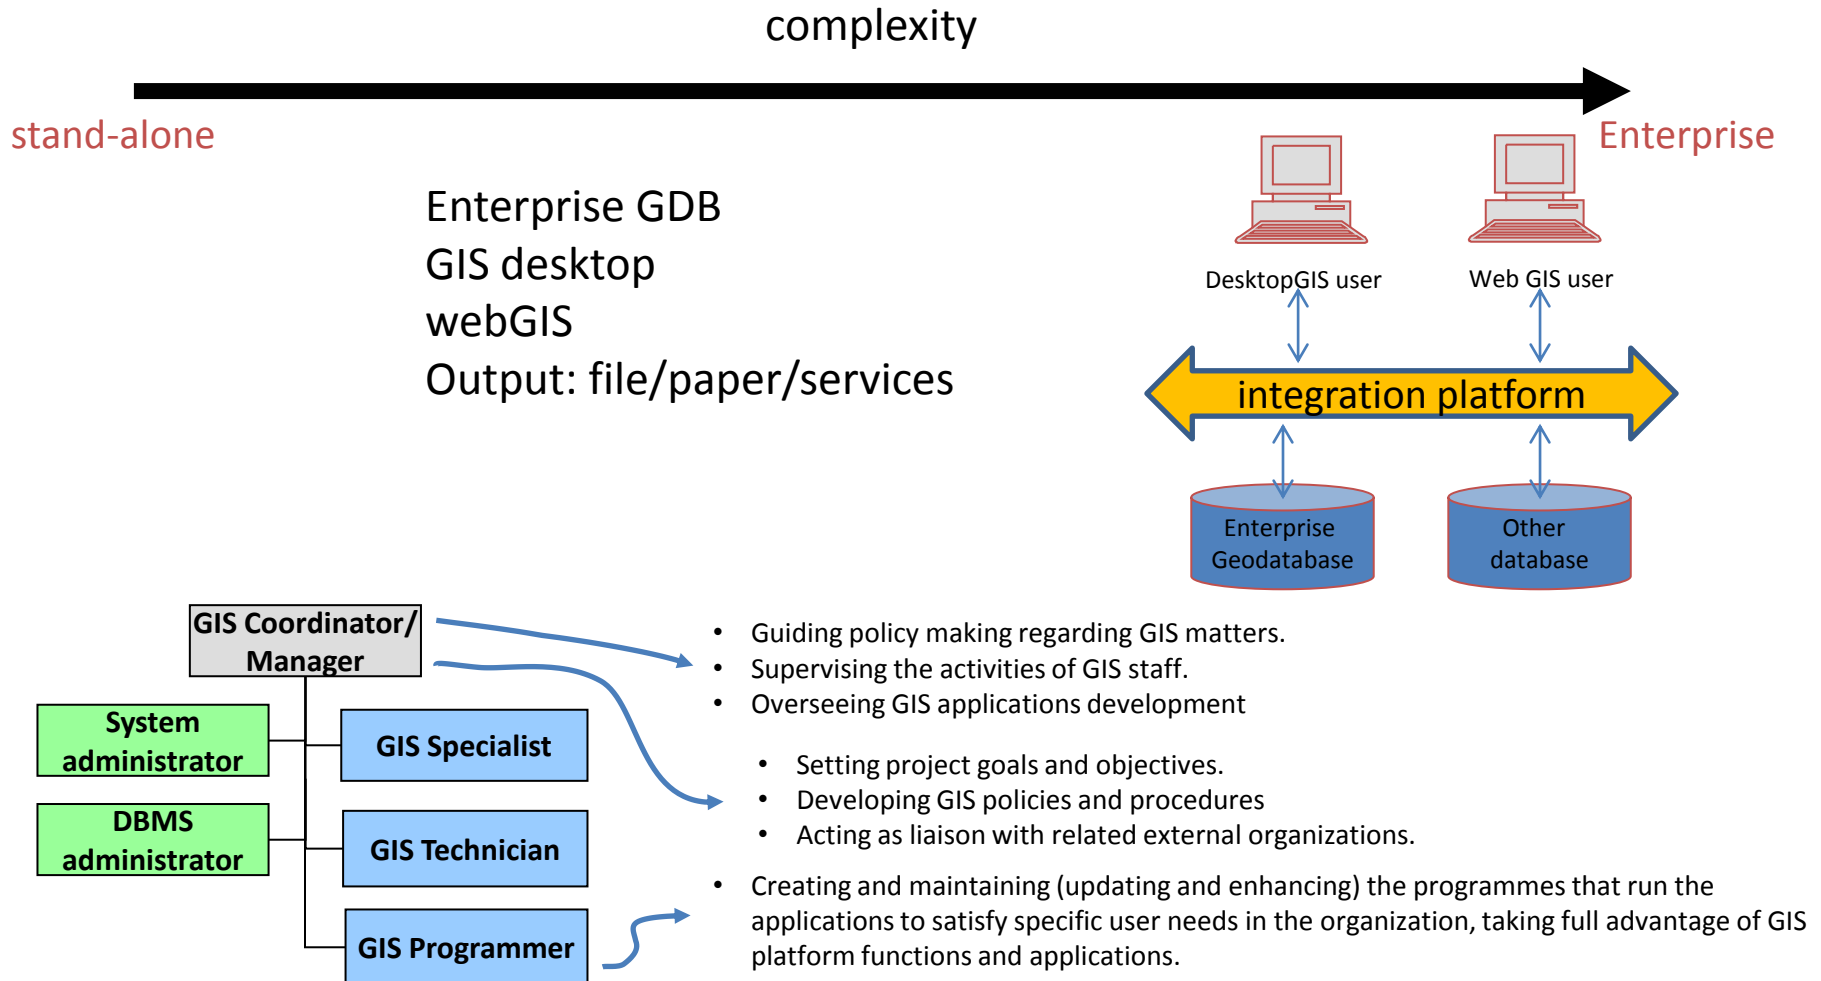 complexity
stand-alone
Enterprise
Enterprise GDB
GIS desktop
webGIS
Output: file/paper/services
DesktopGIS user
Web GIS user
integration platform
Enterprise
Geodatabase
Other
database
GIS Coordinator/
Manager
System
administrator
GIS Specialist
DBMS
administrator
GIS Technician
GIS Programmer
• Guiding policy making regarding GIS matters.
• Supervising the activities of GIS staff.
• Overseeing GIS applications development
• Setting project goals and objectives.
• Developing GIS policies and procedures
• Acting as liaison with related external organizations.
• Creating and maintaining (updating and enhancing) the programmes that run the
applications to satisfy specific user needs in the organization, taking full advantage of GIS
platform functions and applications.